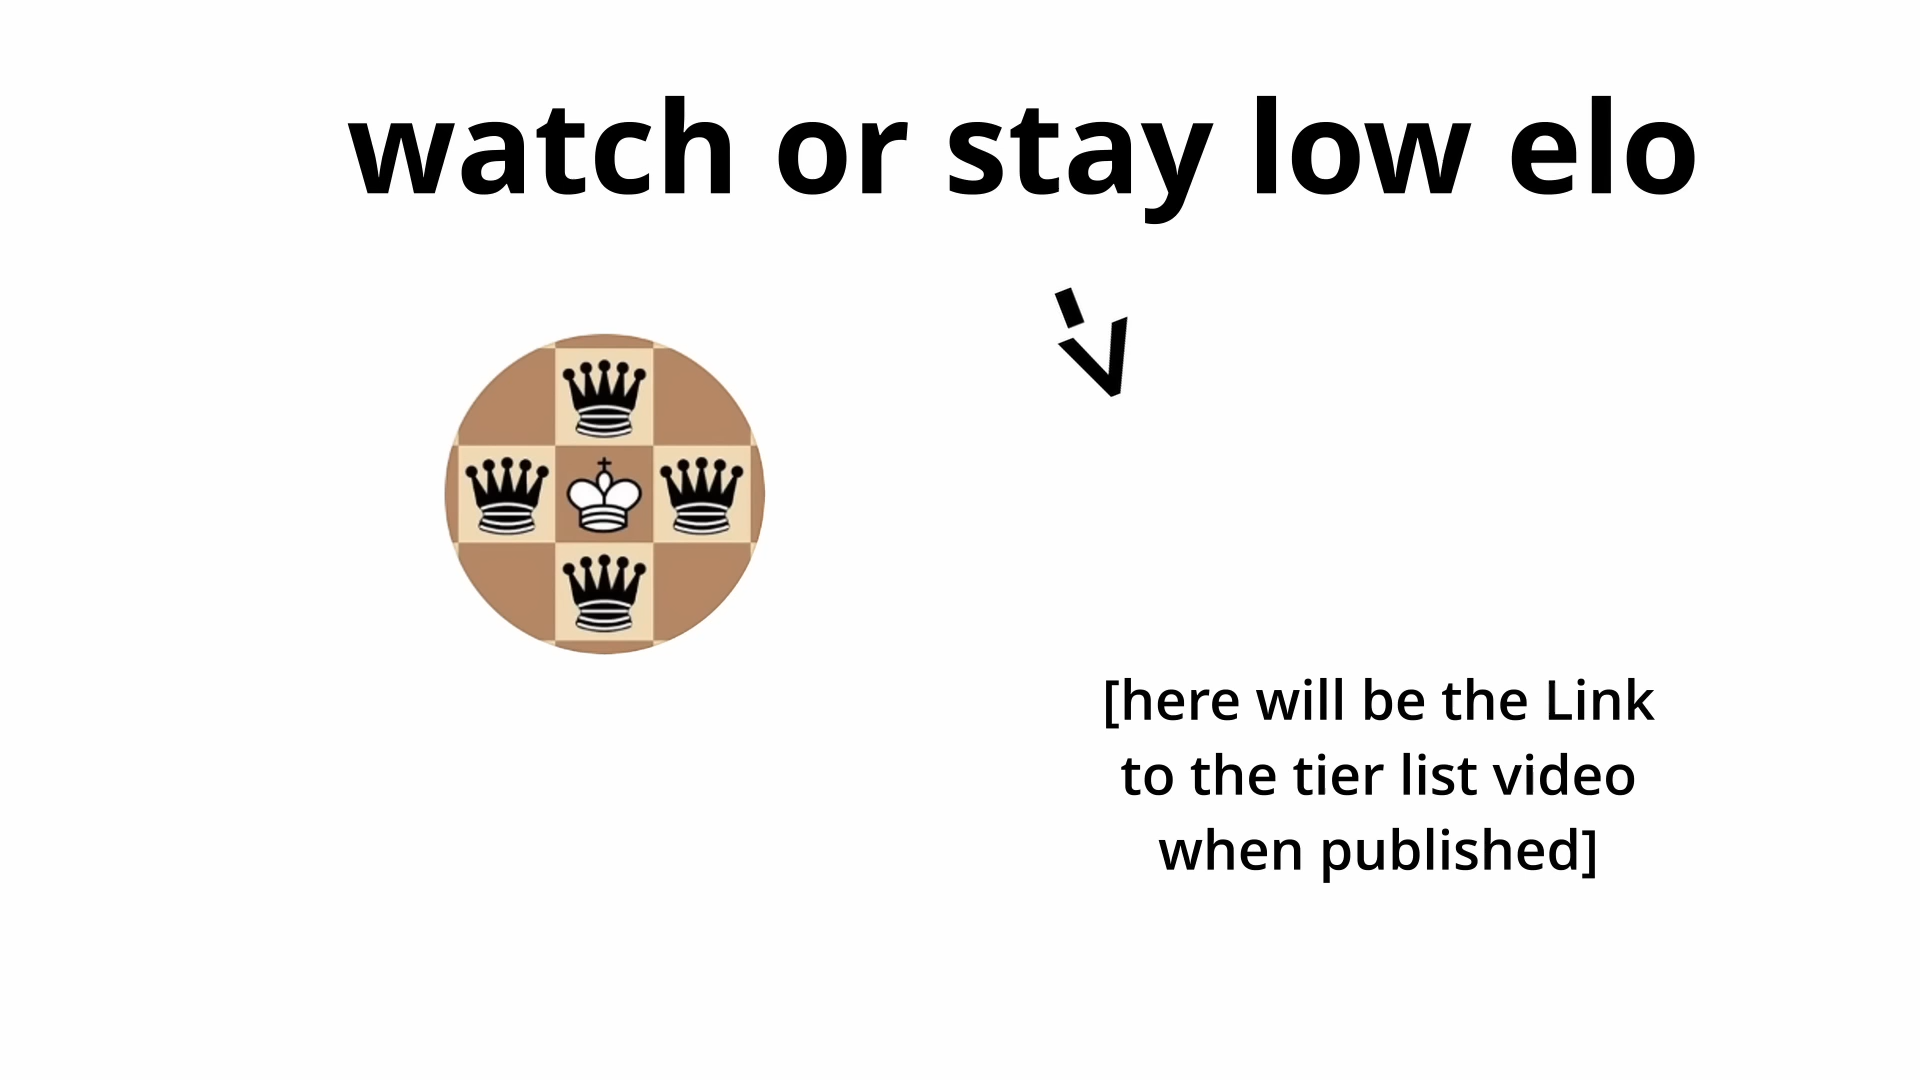 watch or stay low elo
->
[here will be the Link
to the tier list video
when published]